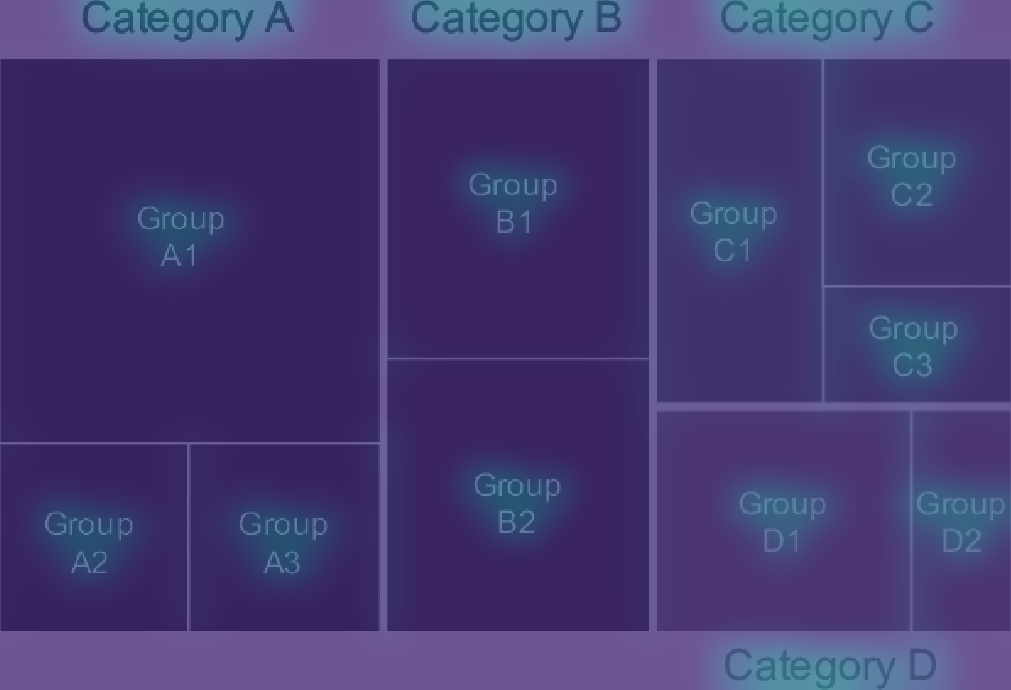 Category A
Category B
Category C
Group
A1
Group
B1
Group
C1
Group
C2
Group
C3
Group
A2
Group
A3
Group
B2
Group
D1
Group
D2
Category D